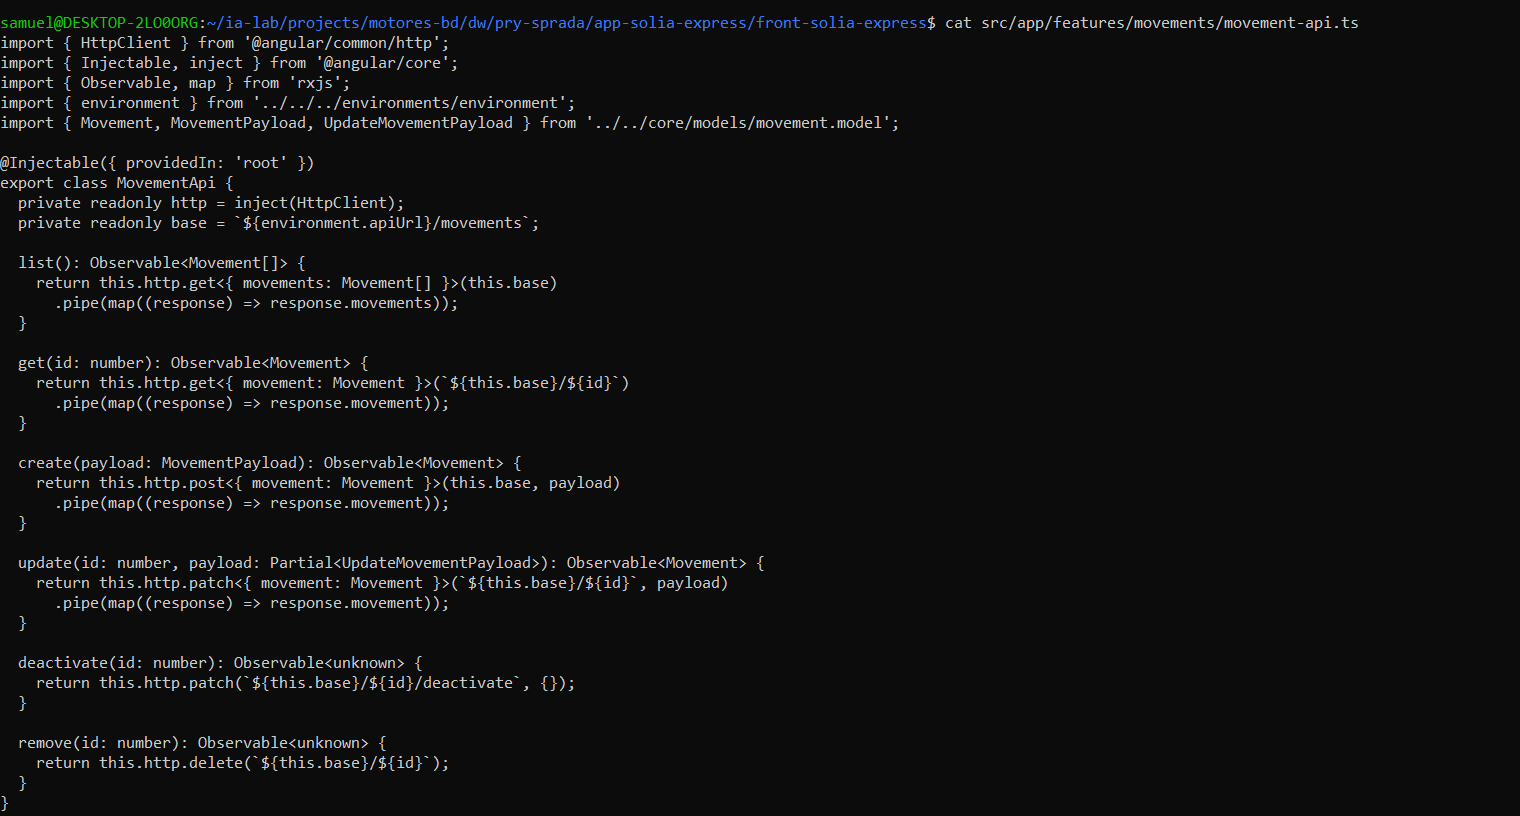 samuel@DESKTOP-2LO0ORG:~/ia-lab/projects/motores-bd/dw/pry-sprada/app-solia-express/front-solia-express$ cat src/app/features/movements/movement-api.ts
import { HttpClient } from '@angular/common/http';
import { Injectable, inject } from '@angular/core';
import { Observable, map } from 'rxjs';
import { environment } from '../../../environments/environment';
import { Movement, MovementPayload, UpdateMovementPayload } from '../../core/models/movement.model';

@Injectable({ providedIn: 'root' })
export class MovementApi {
  private readonly http = inject(HttpClient);
  private readonly base = `${environment.apiUrl}/movements`;

  list(): Observable<Movement[]> {
    return this.http.get<{ movements: Movement[] }>(this.base)
      .pipe(map((response) => response.movements));
  }

  get(id: number): Observable<Movement> {
    return this.http.get<{ movement: Movement }>(`${this.base}/${id}`)
      .pipe(map((response) => response.movement));
  }

  create(payload: MovementPayload): Observable<Movement> {
    return this.http.post<{ movement: Movement }>(this.base, payload)
      .pipe(map((response) => response.movement));
  }

  update(id: number, payload: Partial<UpdateMovementPayload>): Observable<Movement> {
    return this.http.patch<{ movement: Movement }>(`${this.base}/${id}`, payload)
      .pipe(map((response) => response.movement));
  }

  deactivate(id: number): Observable<unknown> {
    return this.http.patch(`${this.base}/${id}/deactivate`, {});
  }

  remove(id: number): Observable<unknown> {
    return this.http.delete(`${this.base}/${id}`);
  }
}